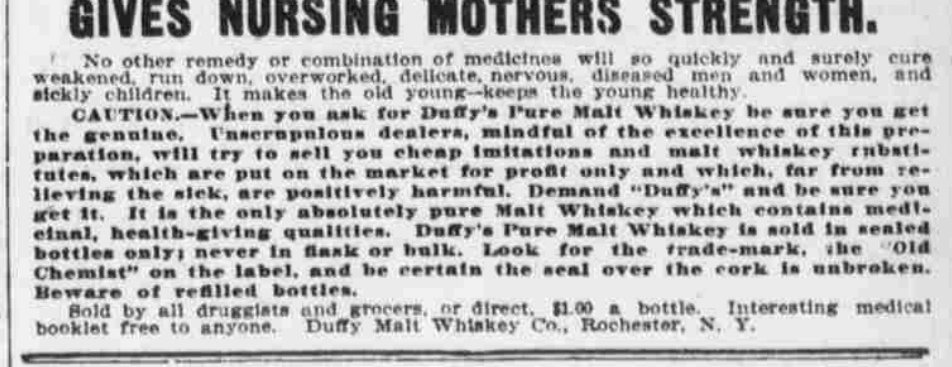 GIVES NURSING MOTHERS STRENGTH.
No other remedy or combination of medicines will so quickly and surely cure
weakened, run down, overworked, delicate, nervous, diseased men and women, and
sickly children. It makes the old young—keeps the young healthy.
CAUTION.—When you ask for Duffy's Pure Malt Whiskey be sure you get
the genuine. Unscrupulous dealers, mindful of the excellence of this pre-
paration, will try to sell you cheap imitations and malt whiskey rubsti-
tutes, which are put on the market for profit only and which, far from re-
lieving the sick, are positively harmful. Demand "Duffy's" and be sure you
get it. It is the only absolutely pure Malt Whiskey which contains medi-
cinal, health-giving qualities. Duffy's Pure Malt Whiskey is sold in sealed
bottles only; never in flask or bulk. Look for the trade-mark, the "Old
Chemist" on the label, and be certain the seal over the cork is unbroken.
Beware of refilled bottles.
Sold by all druggists and grocers, or direct, $1.00 a bottle. Interesting medical
booklet free to anyone. Duffy Malt Whiskey Co., Rochester, N. Y.